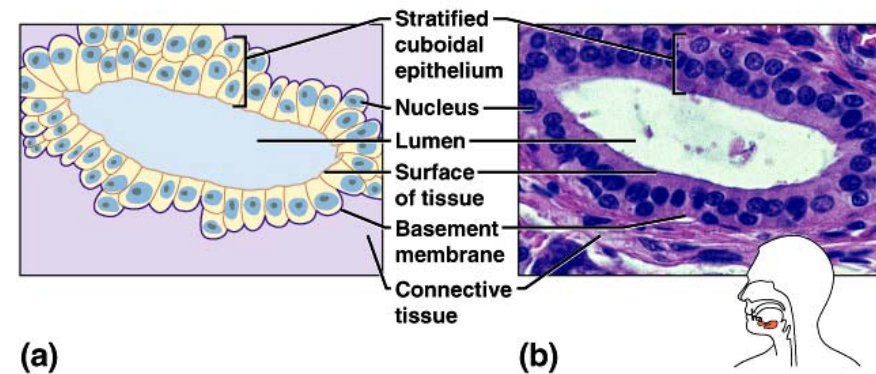 Stratified
cuboidal
epithelium
Nucleus
Lumen
Surface
of tissue
Basement
membrane
Connective
tissue
(a)
(b)